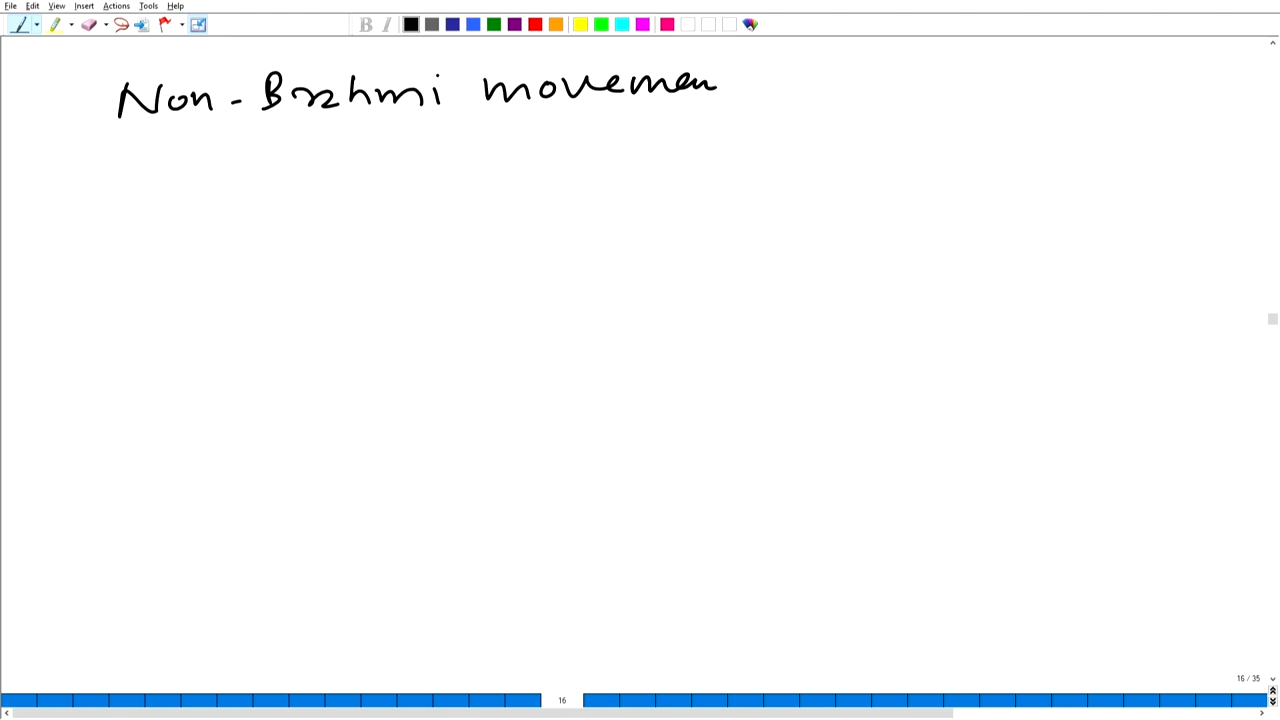 File Edit View Insert Actions Tools Help
B I
Non-Brahmi movemen
16 / 35
16